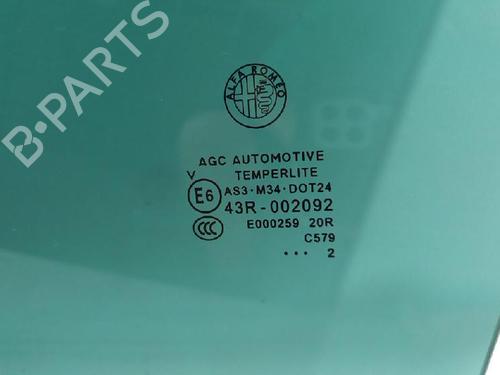 ALFA ROMEO
AGC AUTOMOTIVE
V TEMPERLITE
E6 AS3·M34·DOT24
43R-002092
CCC E000259 20R
C579
••• 2
B-PARTS